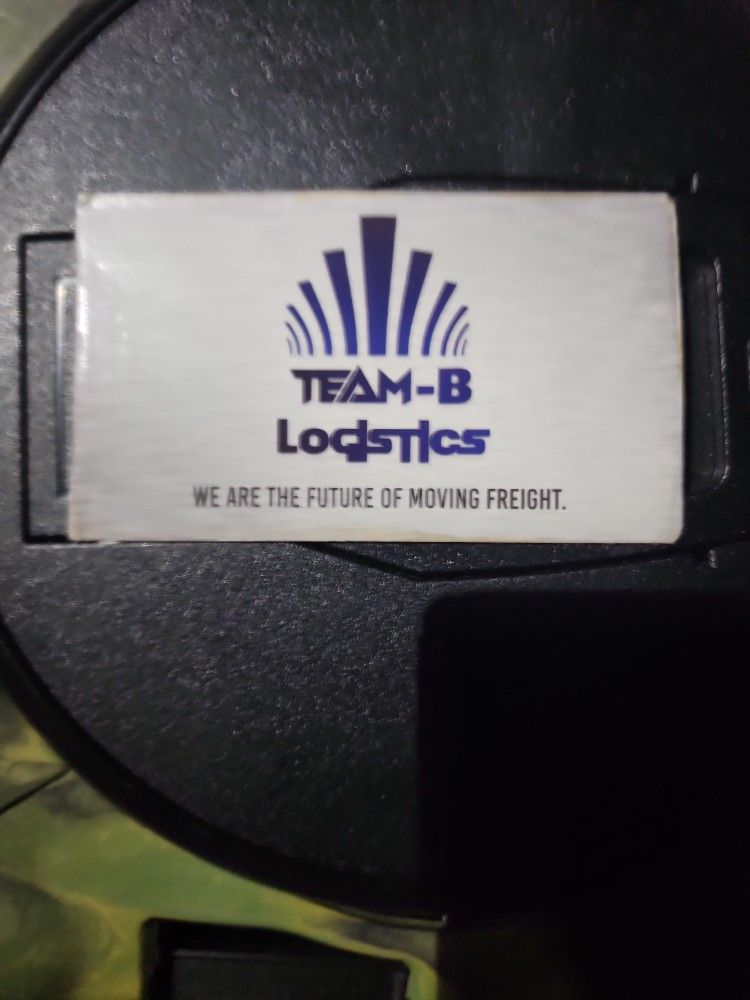 TEAM-B
LOGISTICS
WE ARE THE FUTURE OF MOVING FREIGHT.